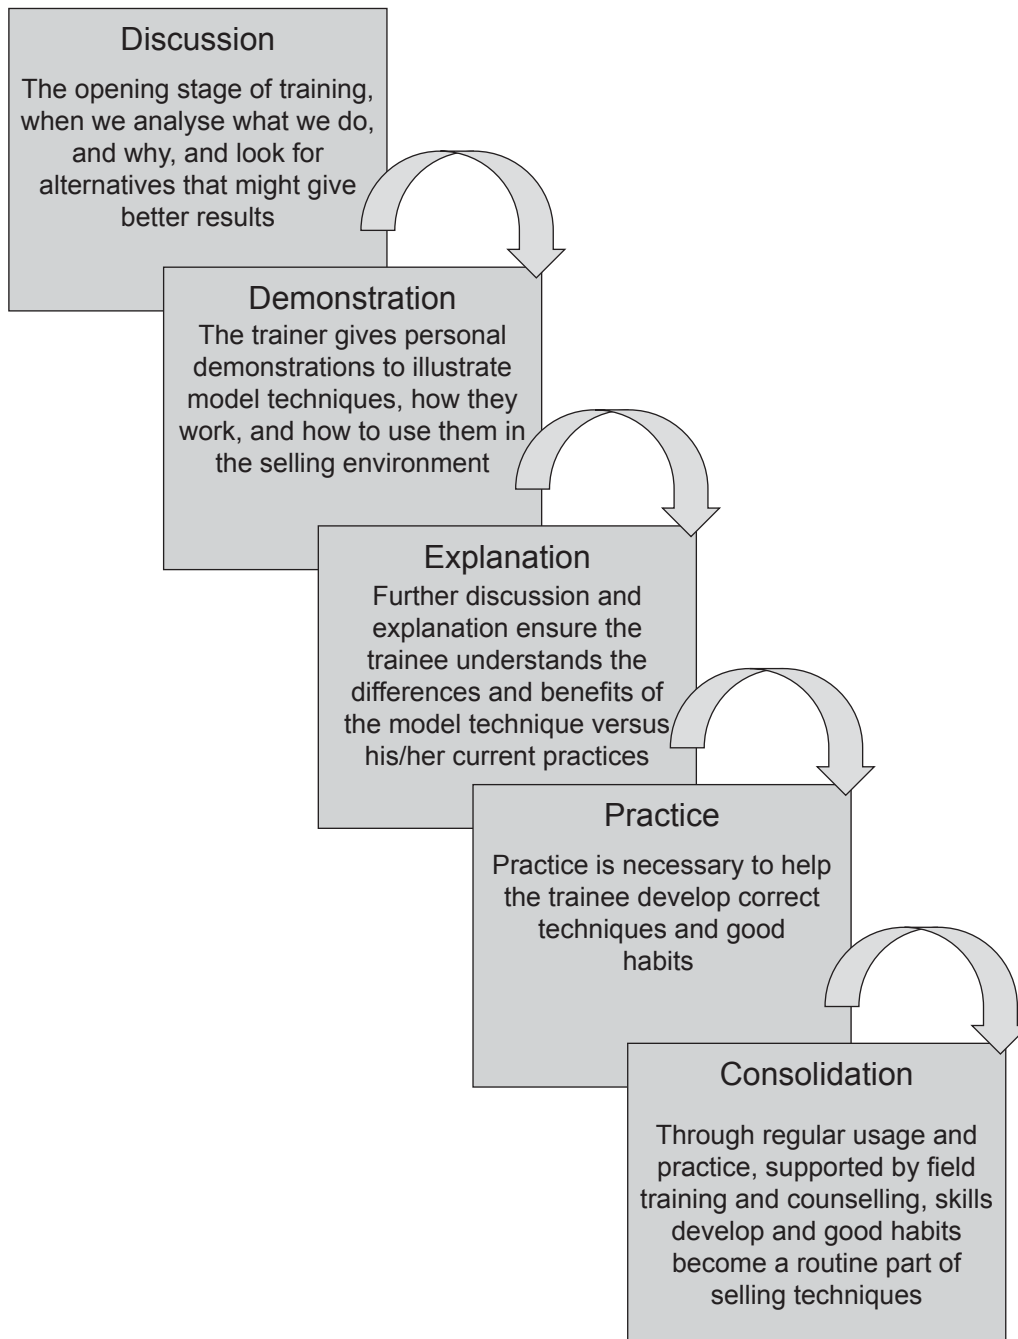 Discussion
The opening stage of training,
when we analyse what we do,
and why, and look for
alternatives that might give
better results
Demonstration
The trainer gives personal
demonstrations to illustrate
model techniques, how they
work, and how to use them in
the selling environment
Explanation
Further discussion and
explanation ensure the
trainee understands the
differences and benefits of
the model technique versus
his/her current practices
Practice
Practice is necessary to help
the trainee develop correct
techniques and good
habits
Consolidation
Through regular usage and
practice, supported by field
training and counselling, skills
develop and good habits
become a routine part of
selling techniques